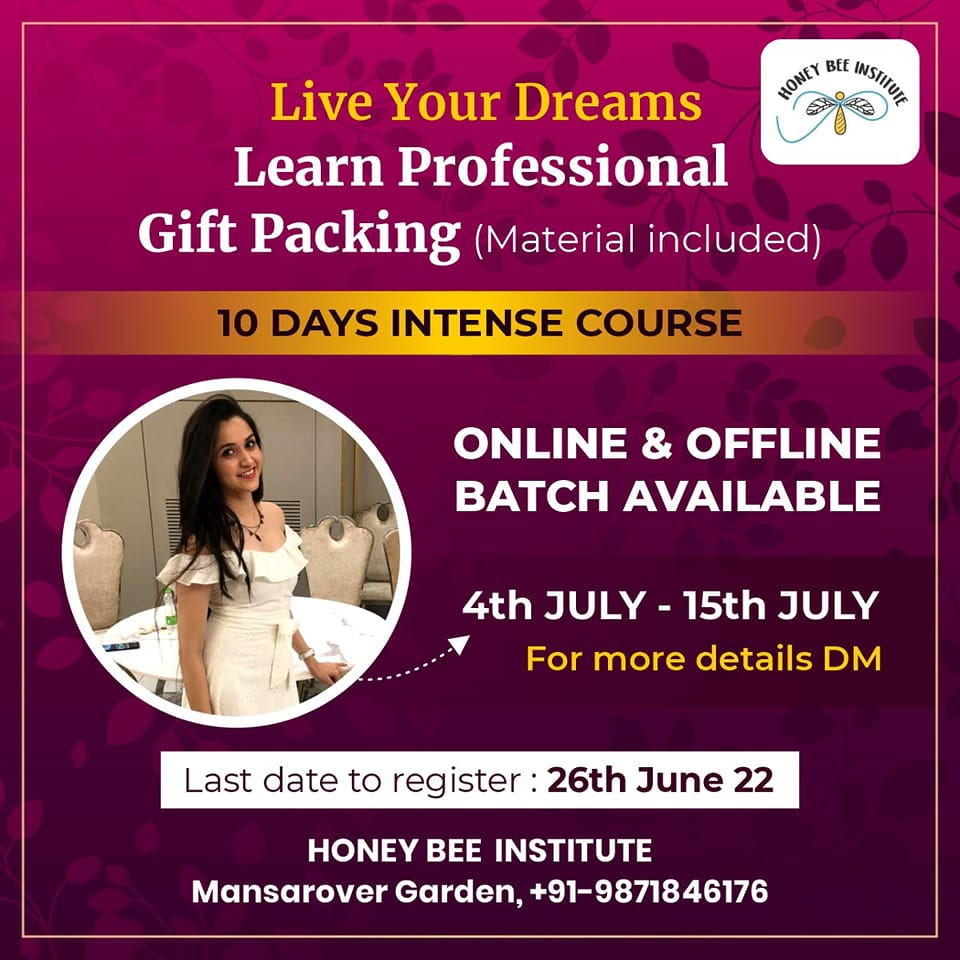 HONEY BEE INSTITUTE
Live Your Dreams
Learn Professional
Gift Packing (Material included)
10 DAYS INTENSE COURSE
ONLINE & OFFLINE
BATCH AVAILABLE
4th JULY - 15th JULY
For more details DM
Last date to register : 26th June 22
HONEY BEE INSTITUTE
Mansarover Garden, +91-9871846176